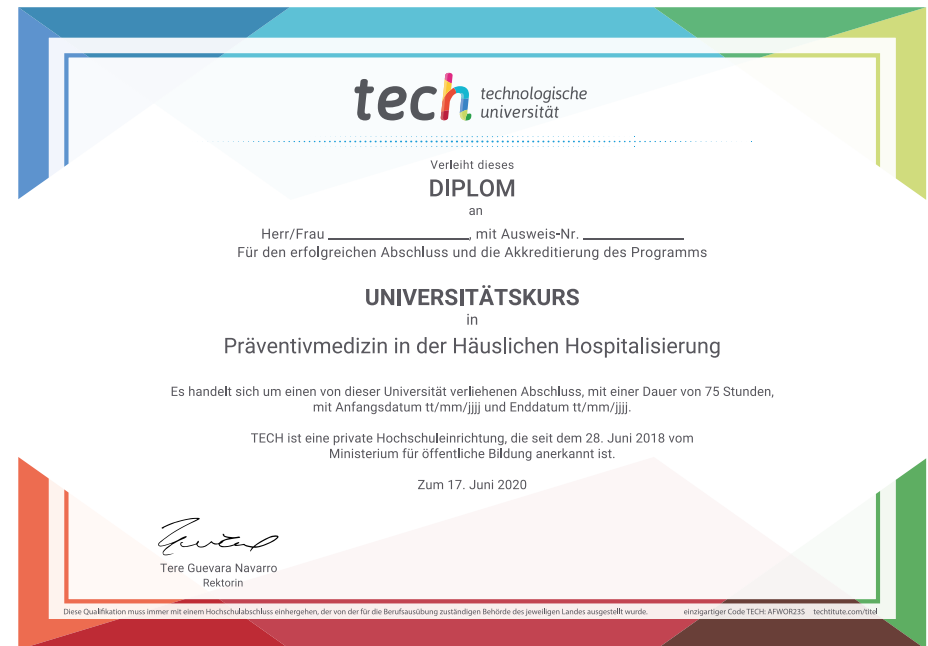 tech technologische
universität
Verleiht dieses
DIPLOM
an
Herr/Frau ____________________, mit Ausweis-Nr. ______________
Für den erfolgreichen Abschluss und die Akkreditierung des Programms
UNIVERSITÄTSKURS
in
Präventivmedizin in der Häuslichen Hospitalisierung
Es handelt sich um einen von dieser Universität verliehenen Abschluss, mit einer Dauer von 75 Stunden,
mit Anfangsdatum tt/mm/jjjj und Enddatum tt/mm/jjjj.
TECH ist eine private Hochschuleinrichtung, die seit dem 28. Juni 2018 vom
Ministerium für öffentliche Bildung anerkannt ist.
Zum 17. Juni 2020
Tere Guevara Navarro
Rektorin
Diese Qualifikation muss immer mit einem Hochschulabschluss einhergehen, der von der für die Berufsausübung zuständigen Behörde des jeweiligen Landes ausgestellt wurde. einzigartiger Code TECH: AFWOR23S techtitute.com/titel